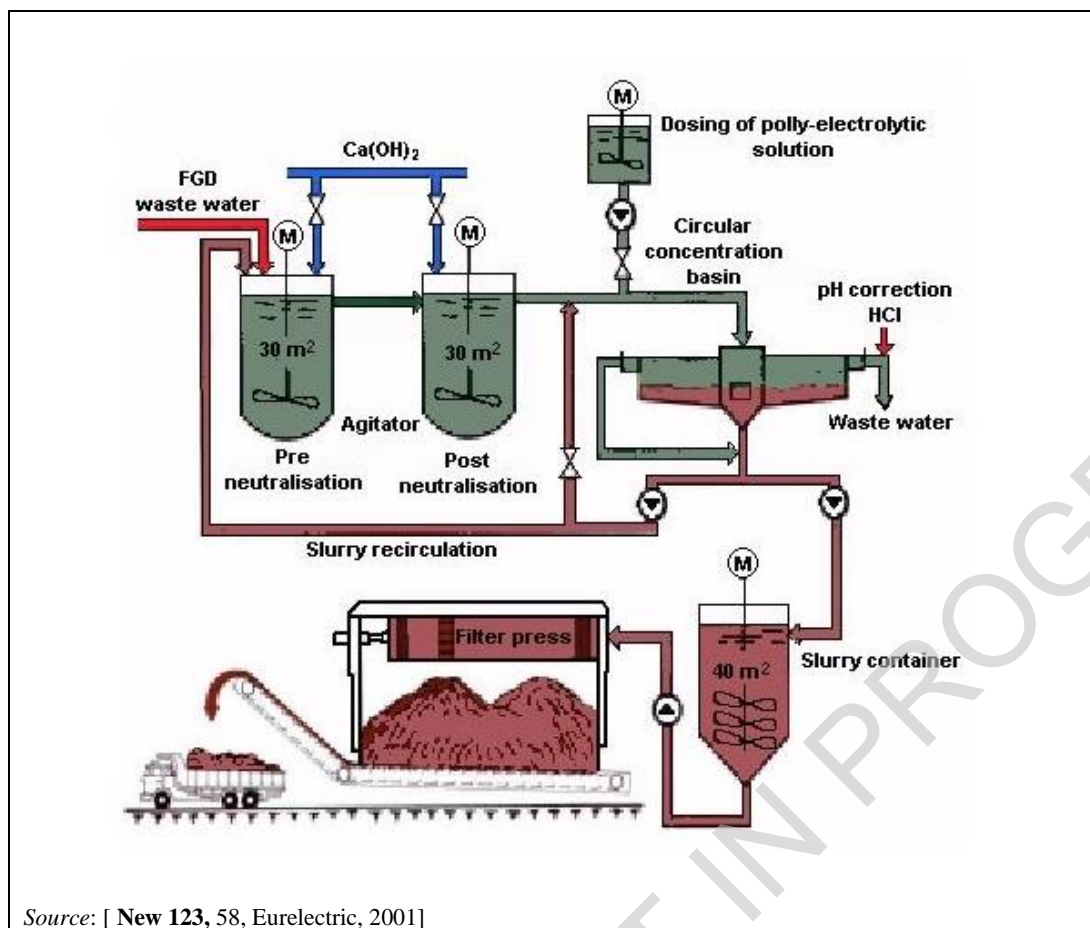 M
Dosing of polly-electrolytic
solution
Ca(OH)2
FGD
waste water
M
M
Circular
concentration
basin
pH correction
HCl
30 m2
30 m2
Agitator
Waste water
Pre
neutralisation
Post
neutralisation
Slurry recirculation
M
Filter press
Slurry container
40 m2
Source: [ New 123, 58, Eurelectric, 2001]